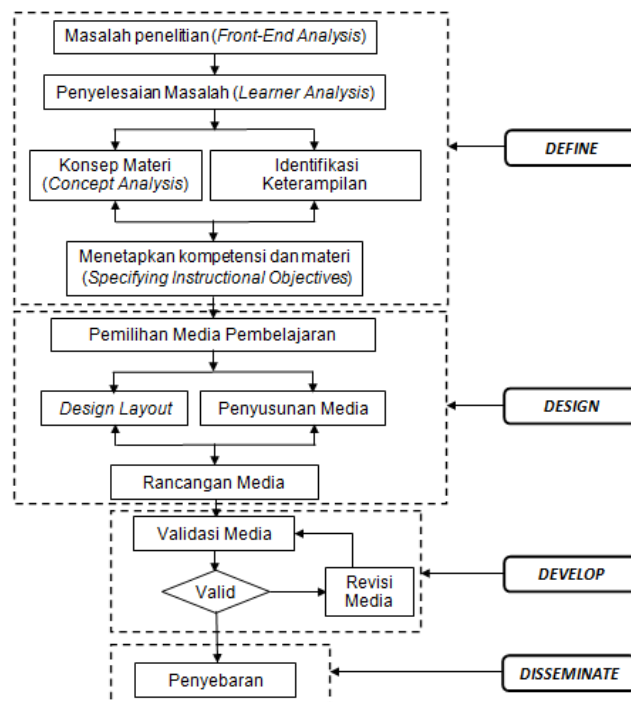 Masalah penelitian (Front-End Analysis)
Penyelesaian Masalah (Learner Analysis)
Konsep Materi
(Concept Analysis)
Identifikasi
Keterampilan
DEFINE
Menetapkan kompetensi dan materi
(Specifying Instructional Objectives)
Pemilihan Media Pembelajaran
Design Layout
Penyusunan Media
DESIGN
Rancangan Media
Validasi Media
Valid
Revisi
Media
DEVELOP
Penyebaran
DISSEMINATE